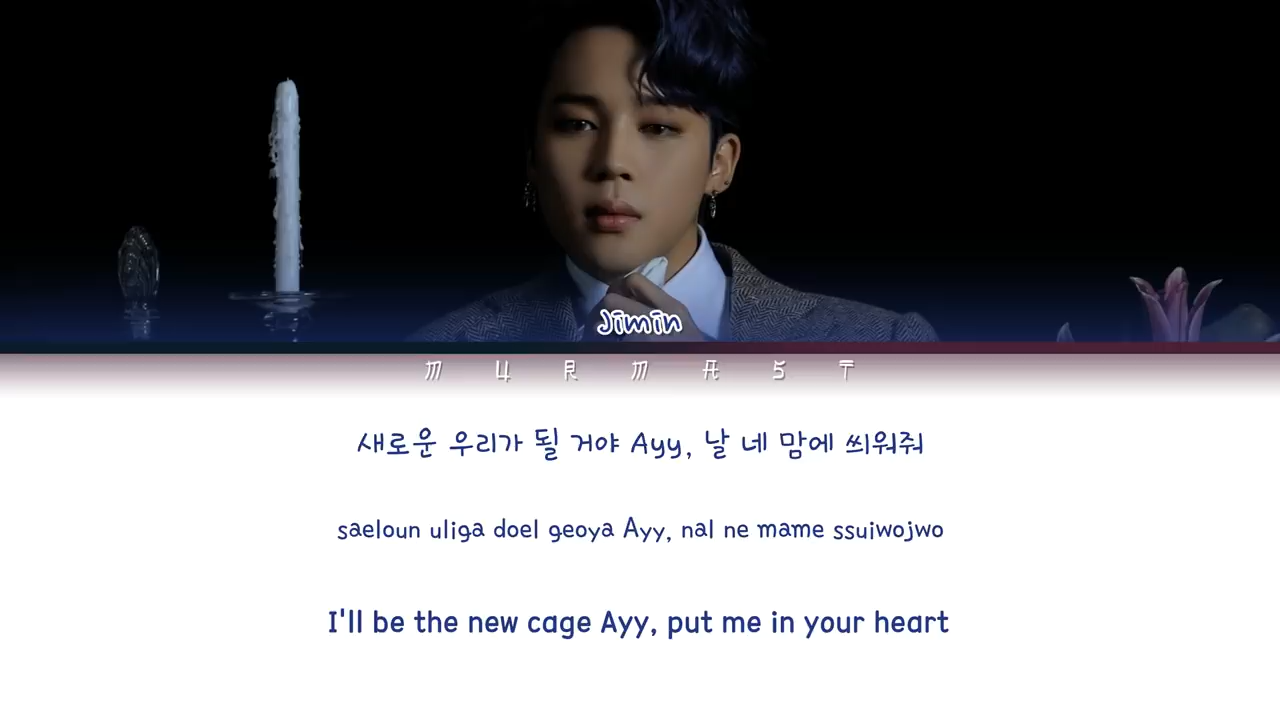 Jimin
MURMAST
새로운 우리가 될 거야 Ayy, 날 네 맘에 씌워줘
saeloun uliga doel geoya Ayy, nal ne mame ssuiwojwo
I'll be the new cage Ayy, put me in your heart